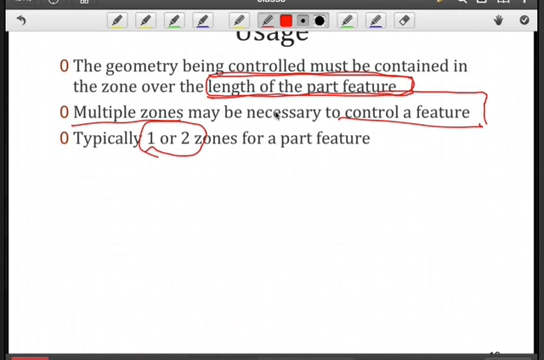 Usage
0 The geometry being controlled must be contained in
the zone over the length of the part feature
0 Multiple zones may be necessary to control a feature
0 Typically 1 or 2 zones for a part feature